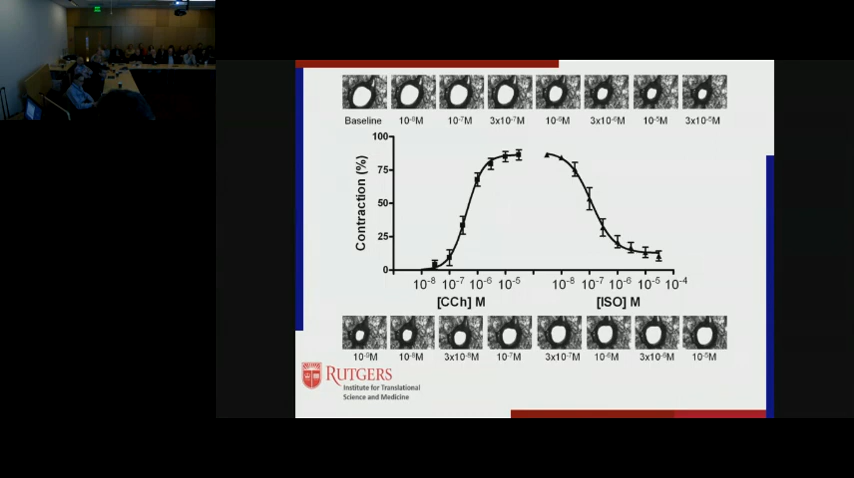 Baseline 10⁻⁸M 10⁻⁷M 3x10⁻⁷M 10⁻⁶M 3x10⁻⁶M 10⁻⁵M 3x10⁻⁵M
100
75
50
25
0
Contraction (%)
10⁻⁸ 10⁻⁷ 10⁻⁶ 10⁻⁵ 10⁻⁸ 10⁻⁷ 10⁻⁶ 10⁻⁵ 10⁻⁴
[CCh] M [ISO] M
10⁻⁹M 10⁻⁸M 3x10⁻⁸M 10⁻⁷M 3x10⁻⁷M 10⁻⁶M 3x10⁻⁶M 10⁻⁵M
RUTGERS
Institute for Translational
Science and Medicine